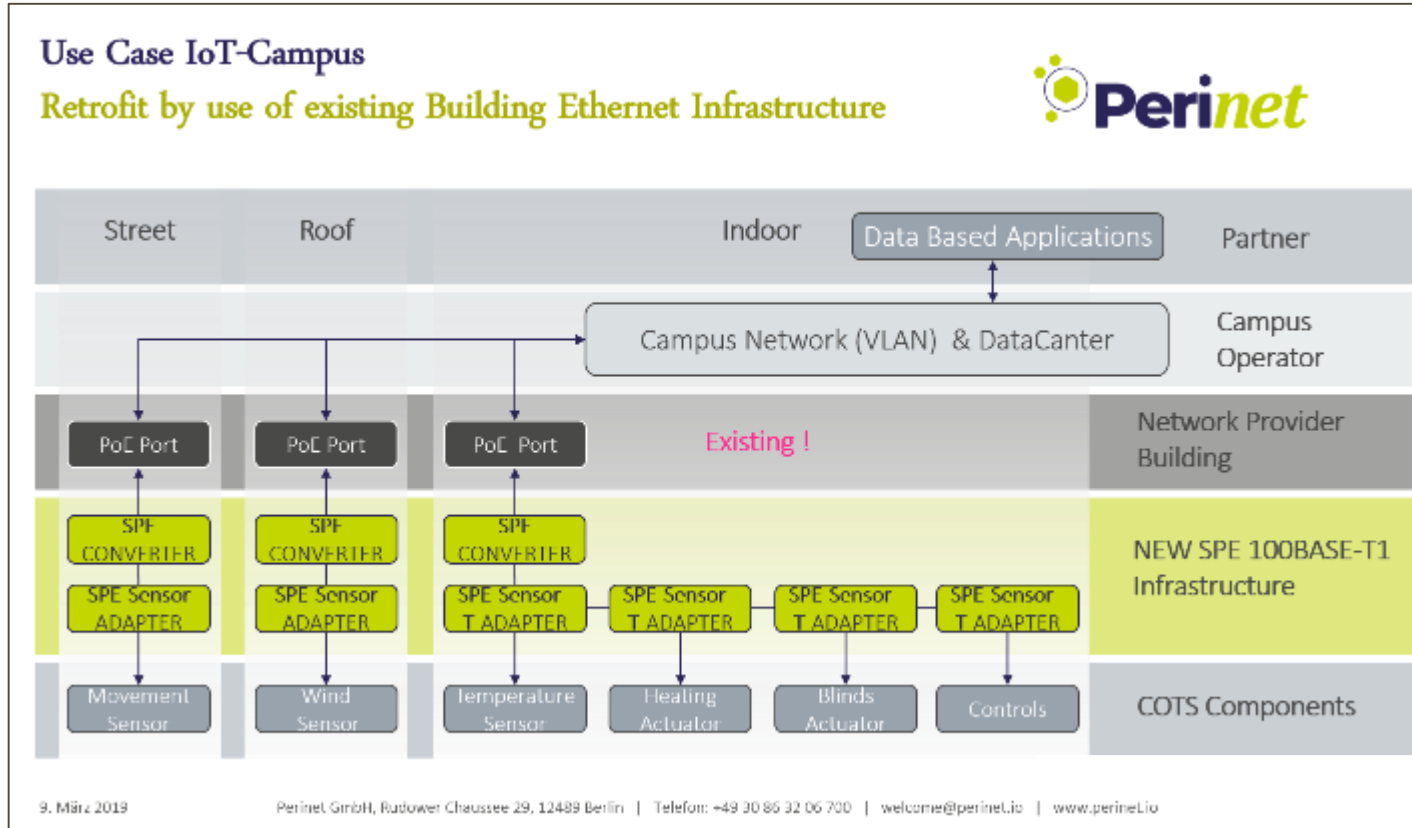 Use Case IoT-Campus
Retrofit by use of existing Building Ethernet Infrastructure
Perinet
Street
Roof
Indoor
Data Based Applications
Partner
Campus Network (VLAN) & DataCanter
Campus
Operator
PoE Port
PoE Port
PoE Port
Existing !
Network Provider
Building
SPE
CONVERTER
SPE
CONVERTER
SPE
CONVERTER
NEW SPE 100BASE-T1
Infrastructure
SPE Sensor
ADAPTER
SPE Sensor
ADAPTER
SPE Sensor
T ADAPTER
SPE Sensor
T ADAPTER
SPE Sensor
T ADAPTER
SPE Sensor
T ADAPTER
Movement
Sensor
Wind
Sensor
Temperature
Sensor
Heating
Actuator
Blinds
Actuator
Controls
COTS Components
9. März 2019
Perinet GmbH, Rudower Chaussee 29, 12489 Berlin | Telefon: +49 30 86 32 06 700 | welcome@perinet.io | www.perinet.io